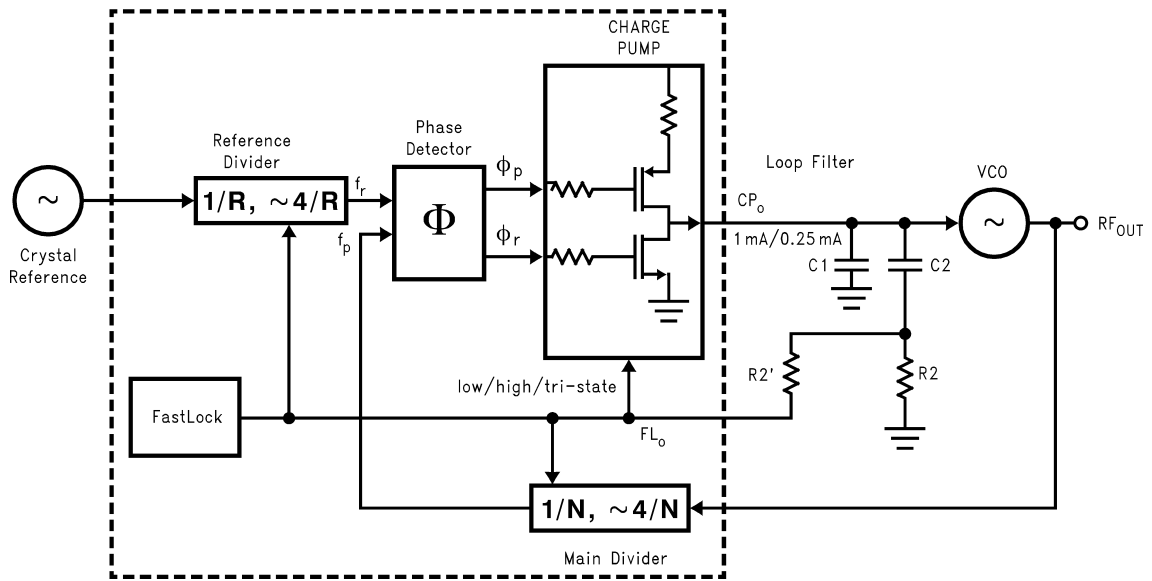 CHARGE
PUMP
Reference
Divider
Phase
Detector
Loop Filter
VCO
~
1/R, ~4/R
fr
fp
Φ
ϕp
ϕr
CPo
1 mA/0.25 mA
~
RFOUT
Crystal
Reference
C1
C2
R2'
R2
low/high/tri-state
FastLock
FLo
1/N, ~4/N
Main Divider